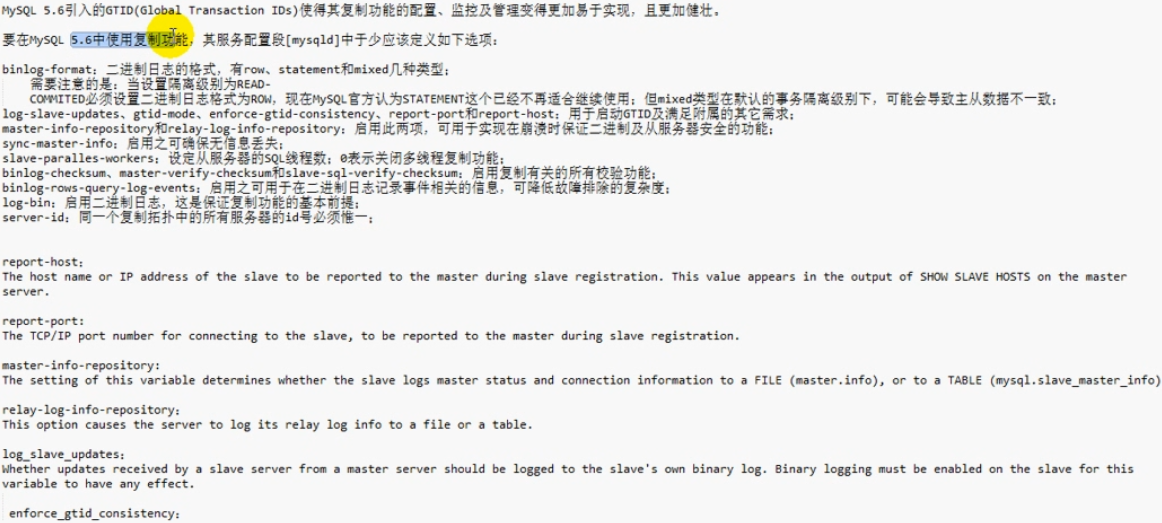 MySQL 5.6引入的GTID(Global Transaction IDs)使得其复制功能的配置、监控及管理变得更加易于实现，且更加健壮。
要在MySQL 5.6中使用复制功能，其服务配置段[mysqld]中于少应该定义如下选项：
binlog-format：二进制日志的格式，有row、statement和mixed几种类型；
需要注意的是：当设置隔离级别为READ-
COMMITED必须设置二进制日志格式为ROW，现在MySQL官方认为STATEMENT这个已经不再适合继续使用；但mixed类型在默认的事务隔离级别下，可能会导致主从数据不一致；
log-slave-updates、gtid-mode、enforce-gtid-consistency、report-port和report-host：用于启动GTID及满足附属的其它需求；
master-info-repository和relay-log-info-repository：启用此两项，可用于实现在崩溃时保证二进制及从服务器安全的功能；
sync-master-info：启用之可确保无信息丢失；
slave-paralles-workers：设定从服务器的SQL线程数；0表示关闭多线程复制功能；
binlog-checksum、master-verify-checksum和slave-sql-verify-checksum：启用复制有关的所有校验功能；
binlog-rows-query-log-events：启用之可用于在二进制日志记录事件相关的信息，可降低故障排除的复杂度；
log-bin：启用二进制日志，这是保证复制功能的基本前提；
server-id：同一个复制拓扑中的所有服务器的id号必须惟一；
report-host：
The host name or IP address of the slave to be reported to the master during slave registration. This value appears in the output of SHOW SLAVE HOSTS on the master
server.
report-port:
The TCP/IP port number for connecting to the slave, to be reported to the master during slave registration.
master-info-repository:
The setting of this variable determines whether the slave logs master status and connection information to a FILE (master.info), or to a TABLE (mysql.slave_master_info)
relay-log-info-repository：
This option causes the server to log its relay log info to a file or a table.
log_slave_updates：
Whether updates received by a slave server from a master server should be logged to the slave's own binary log. Binary logging must be enabled on the slave for this
variable to have any effect.
enforce_gtid_consistency：